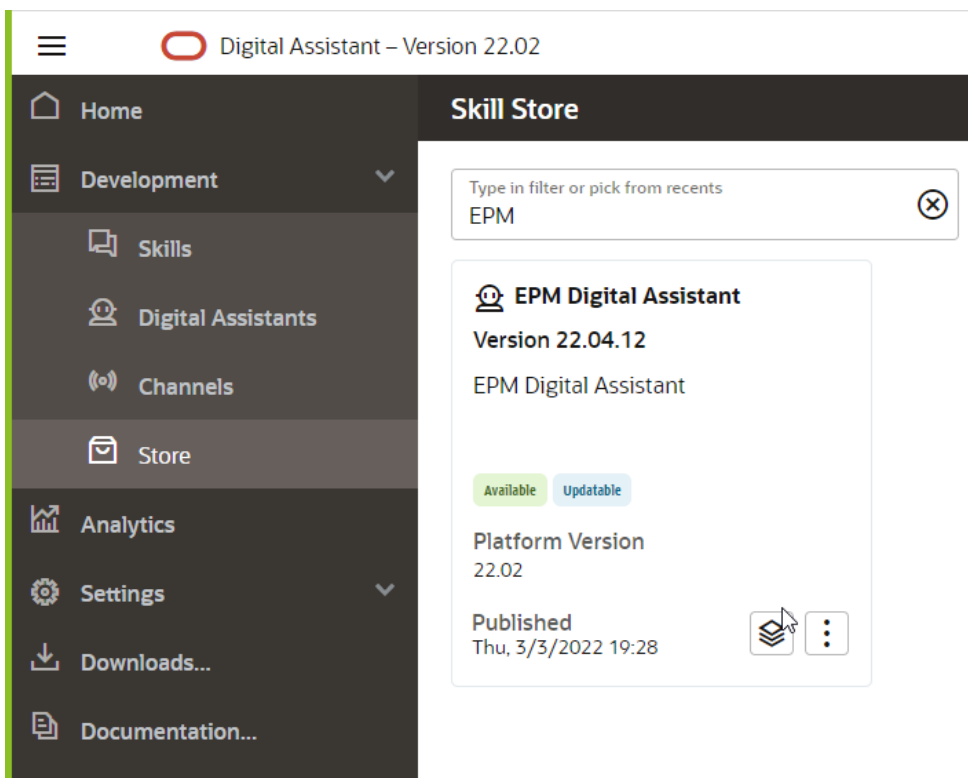 Digital Assistant – Version 22.02
Home
Development
Skills
Digital Assistants
Channels
Store
Analytics
Settings
Downloads...
Documentation...
Skill Store
Type in filter or pick from recents
EPM
EPM Digital Assistant
Version 22.04.12
EPM Digital Assistant
Available Updatable
Platform Version
22.02
Published
Thu, 3/3/2022 19:28